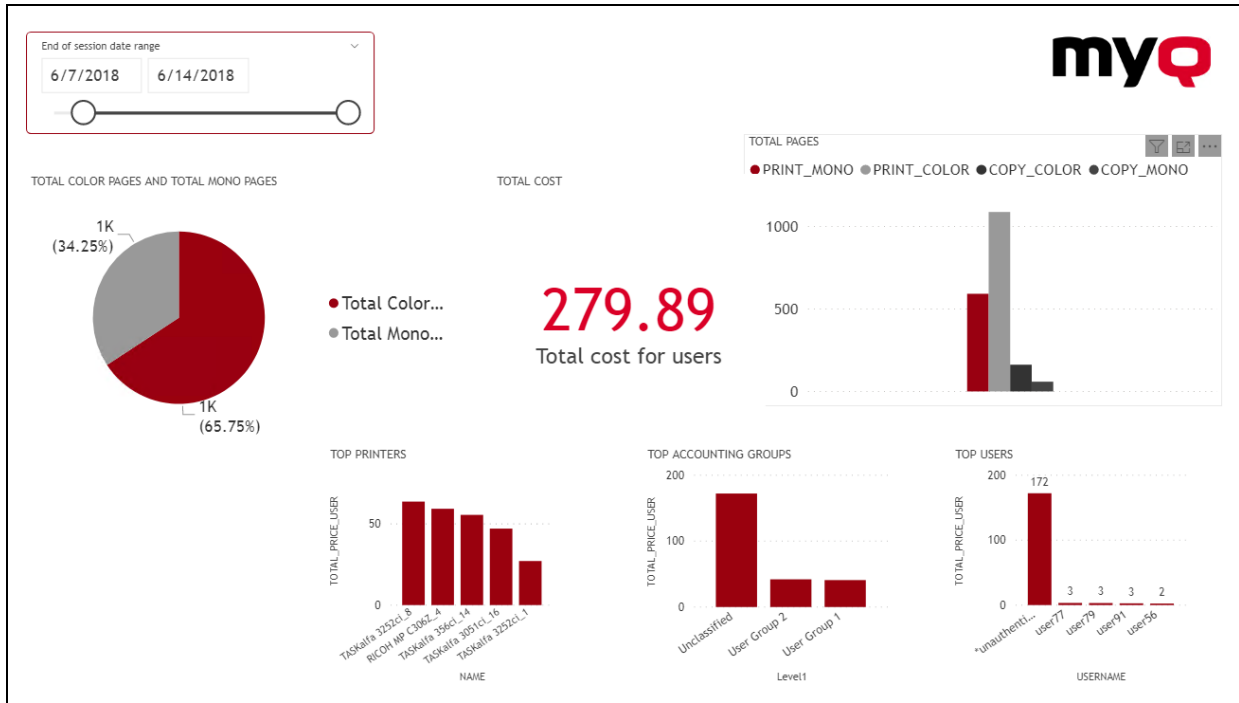 End of session date range
6/7/2018 6/14/2018
myQ
TOTAL COLOR PAGES AND TOTAL MONO PAGES
1K
(34.25%)
1K
(65.75%)
Total Color...
Total Mono...
TOTAL COST
279.89
Total cost for users
TOTAL PAGES
PRINT_MONO PRINT_COLOR COPY_COLOR COPY_MONO
1000
500
0
TOP PRINTERS
TOTAL_PRICE_USER
50
0
TASKalfa 3252ci_8
RICOH MP C306Z_4
TASKalfa 356ci_14
TASKalfa 3051ci_16
TASKalfa 3252ci_1
NAME
TOP ACCOUNTING GROUPS
TOTAL_PRICE_USER
200
100
0
Unclassified
User Group 2
User Group 1
Level1
TOP USERS
TOTAL_PRICE_USER
200
100
0
172
3
3
3
2
*unauthenti...
user77
user79
user91
user56
USERNAME